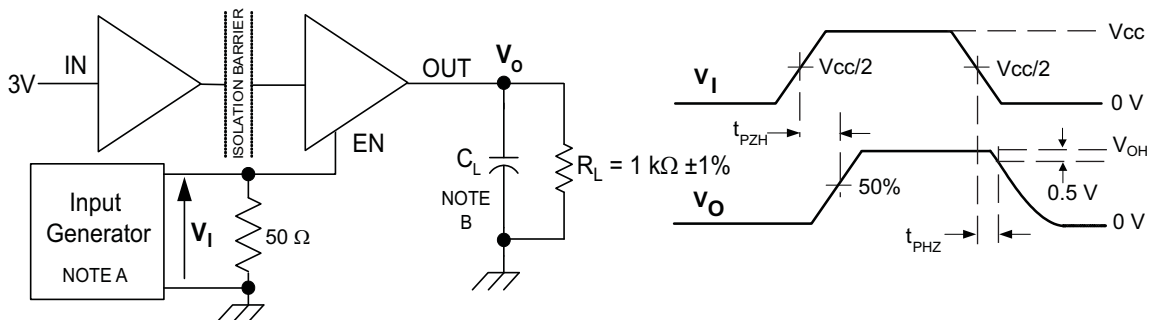 3V
IN
ISOLATION BARRIER
OUT
Vo
EN
CL
NOTE
B
RL = 1 kΩ ±1%
Input
Generator
NOTE A
VI
50 Ω
VI
Vcc/2
Vcc/2
Vcc
0 V
tPZH
VO
50%
VOH
0.5 V
0 V
tPHZ